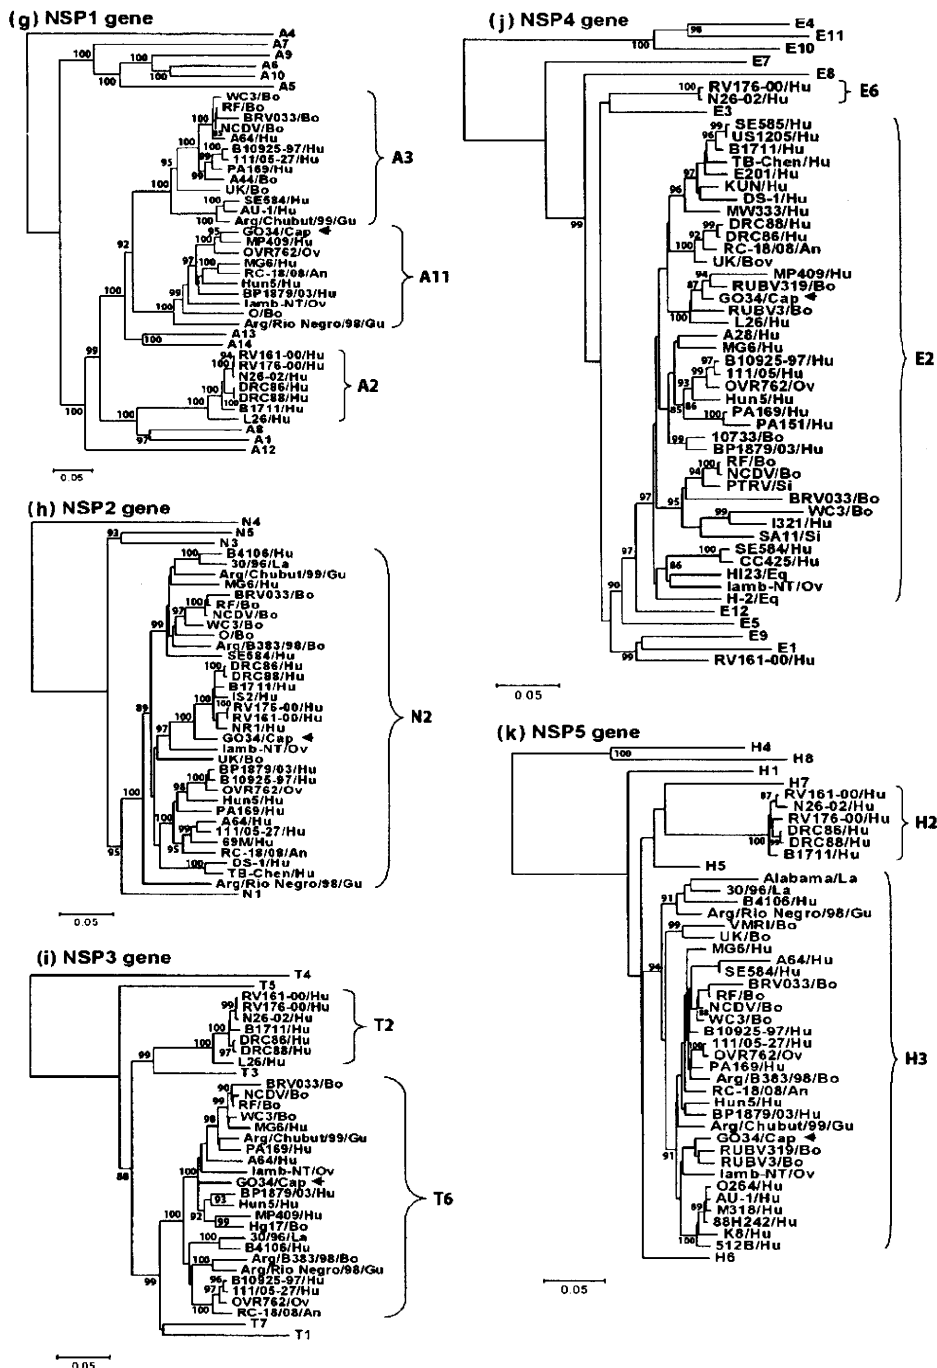 (g) NSP1 gene
A4
A7
A9
A6
A10
A5
100
100
100
100
WC3/Bo
RF/Bo
BRV033/Bo
NCDV/Bo
A64/Hu
B10925-97/Hu
111/05-27/Hu
PA169/Hu
A44/Bo
UK/Bo
SE584/Hu
AU-1/Hu
Arg/Chubut/99/Gu
A3
GO34/Cap
MP409/Hu
OVR762/Ov
MG6/Hu
RC-18/08/An
Hun5/Hu
BP1879/03/Hu
lamb-NT/Ov
O/Bo
Arg/Rio Negro/98/Gu
A11
A13
A14
RV161-00/Hu
RV176-00/Hu
N26-02/Hu
DRC86/Hu
DRC88/Hu
B1711/Hu
L26/Hu
A2
A8
A1
A12
0.05
(h) NSP2 gene
N4
N5
N3
B4106/Hu
30/96/La
Arg/Chubut/99/Gu
MG6/Hu
BRV033/Bo
RF/Bo
NCDV/Bo
WC3/Bo
O/Bo
Arg/B383/98/Bo
SE584/Hu
DRC86/Hu
DRC88/Hu
B1711/Hu
IS2/Hu
RV176-00/Hu
RV161-00/Hu
NR1/Hu
GO34/Cap
lamb-NT/Ov
UK/Bo
BP1879/03/Hu
B10925-97/Hu
OVR762/Ov
Hun5/Hu
PA169/Hu
A64/Hu
111/05-27/Hu
69M/Hu
RC-18/08/An
DS-1/Hu
TB-Chen/Hu
Arg/Rio Negro/98/Gu
N2
N1
0.05
(i) NSP3 gene
T4
T5
RV161-00/Hu
RV176-00/Hu
N26-02/Hu
B1711/Hu
DRC86/Hu
DRC88/Hu
L26/Hu
T2
T3
BRV033/Bo
NCDV/Bo
RF/Bo
WC3/Bo
MG6/Hu
Arg/Chubut/99/Gu
PA169/Hu
A64/Hu
lamb-NT/Ov
GO34/Cap
BP1879/03/Hu
Hun5/Hu
MP409/Hu
Hg17/Bo
30/96/La
B4106/Hu
Arg/B383/98/Bo
Arg/Rio Negro/98/Gu
B10925-97/Hu
111/05-27/Hu
OVR762/Ov
RC-18/08/An
T6
T7
T1
0.05
(j) NSP4 gene
E4
E11
E10
E7
E8
RV176-00/Hu
N26-02/Hu
E6
E3
SE585/Hu
US1205/Hu
B1711/Hu
TB-Chen/Hu
E201/Hu
KUN/Hu
DS-1/Hu
MW333/Hu
DRC88/Hu
DRC86/Hu
RC-18/08/An
UK/Bov
MP409/Hu
RUBV319/Bo
GO34/Cap
RUBV3/Bo
L26/Hu
A28/Hu
MG6/Hu
B10925-97/Hu
111/05/Hu
OVR762/Ov
Hun5/Hu
PA169/Hu
PA151/Hu
10733/Bo
BP1879/03/Hu
RF/Bo
NCDV/Bo
PTRV/Si
BRV033/Bo
WC3/Bo
I321/Hu
SA11/Si
SE584/Hu
CC425/Hu
HI23/Eq
lamb-NT/Ov
H-2/Eq
E2
E12
E5
E9
E1
RV161-00/Hu
0.05
(k) NSP5 gene
H4
H8
H1
H7
RV161-00/Hu
N26-02/Hu
RV176-00/Hu
DRC86/Hu
DRC88/Hu
B1711/Hu
H2
H5
Alabama/La
30/96/La
B4106/Hu
Arg/Rio Negro/98/Gu
VMRI/Bo
UK/Bo
MG6/Hu
A64/Hu
SE584/Hu
BRV033/Bo
RF/Bo
NCDV/Bo
WC3/Bo
B10925-97/Hu
111/05-27/Hu
OVR762/Ov
PA169/Hu
Arg/B383/98/Bo
RC-18/08/An
Hun5/Hu
BP1879/03/Hu
Arg/Chubut/99/Gu
GO34/Cap
RUBV319/Bo
RUBV3/Bo
lamb-NT/Ov
O264/Hu
AU-1/Hu
M318/Hu
88H242/Hu
K8/Hu
512B/Hu
H3
H6
0.05